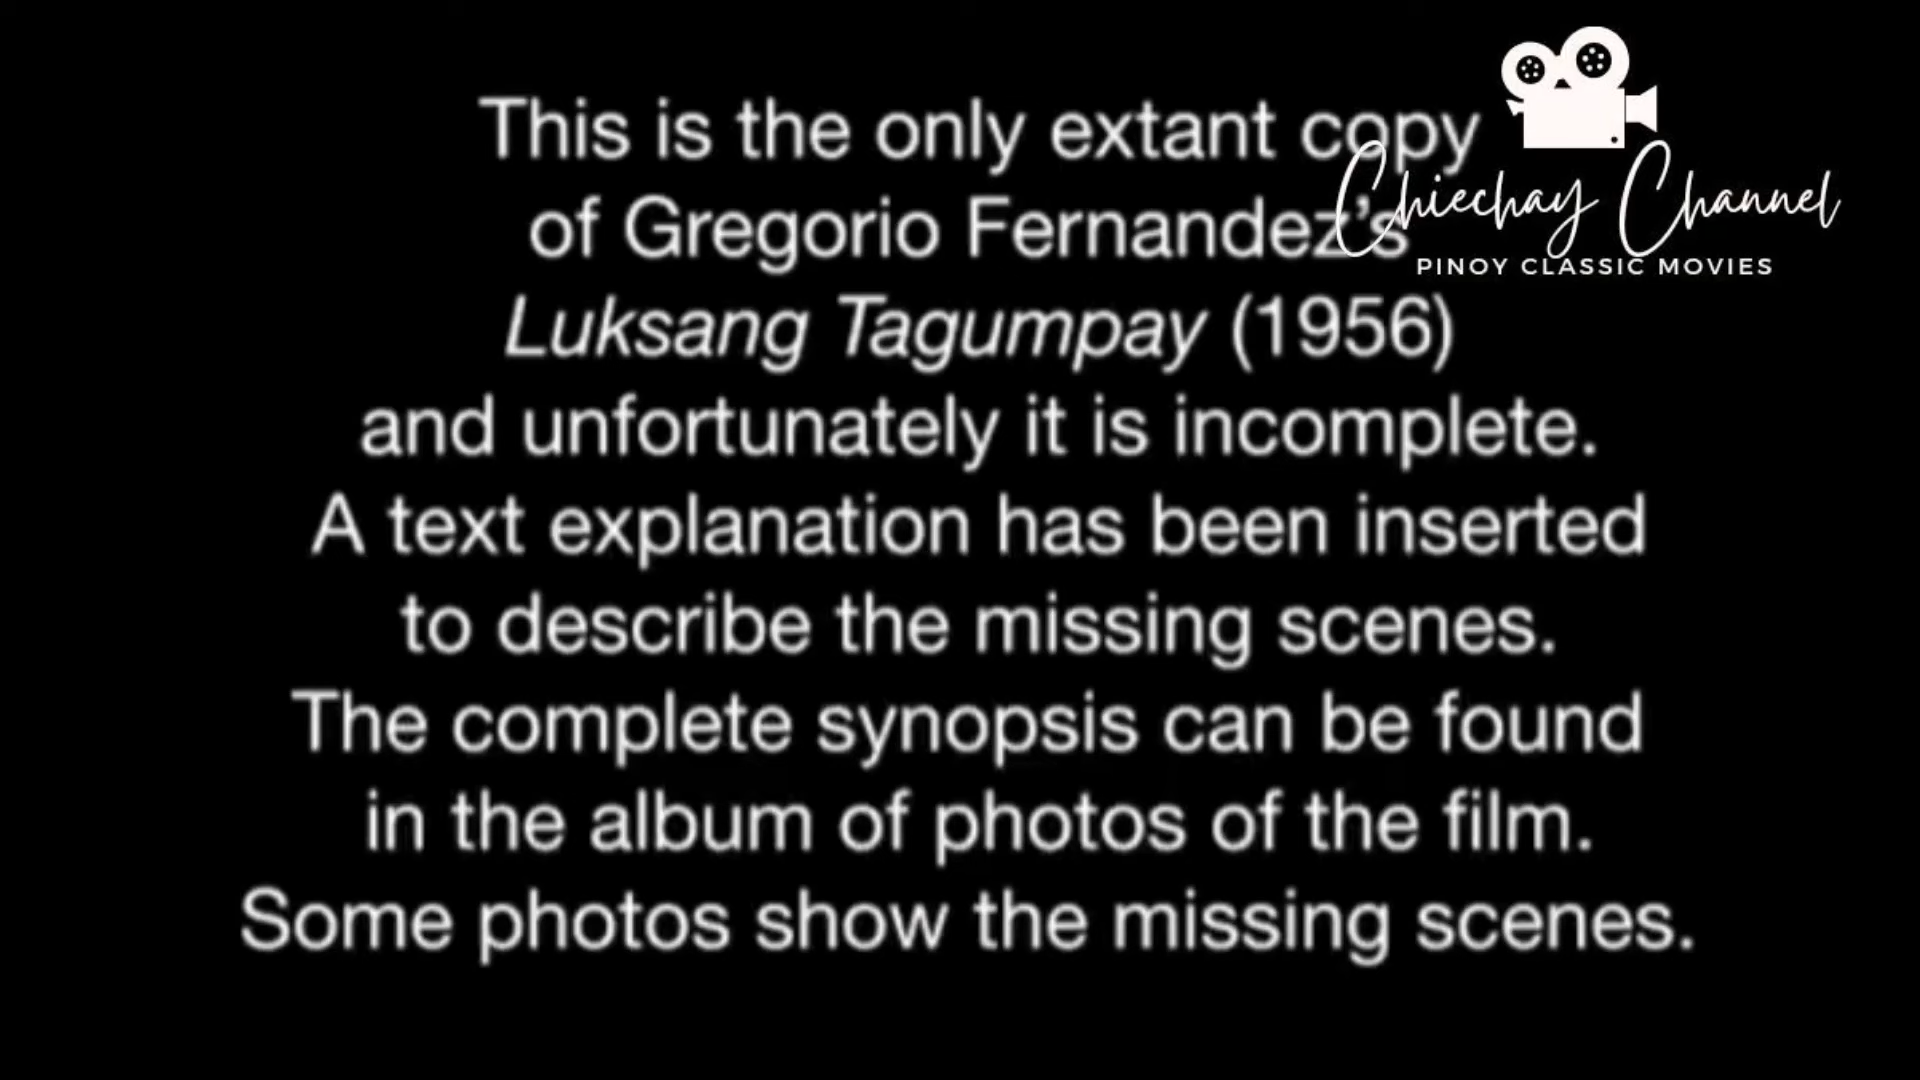 This is the only extant copy
of Gregorio Fernandez's
Luksang Tagumpay (1956)
and unfortunately it is incomplete.
A text explanation has been inserted
to describe the missing scenes.
The complete synopsis can be found
in the album of photos of the film.
Some photos show the missing scenes.
Chiechay Channel
PINOY CLASSIC MOVIES